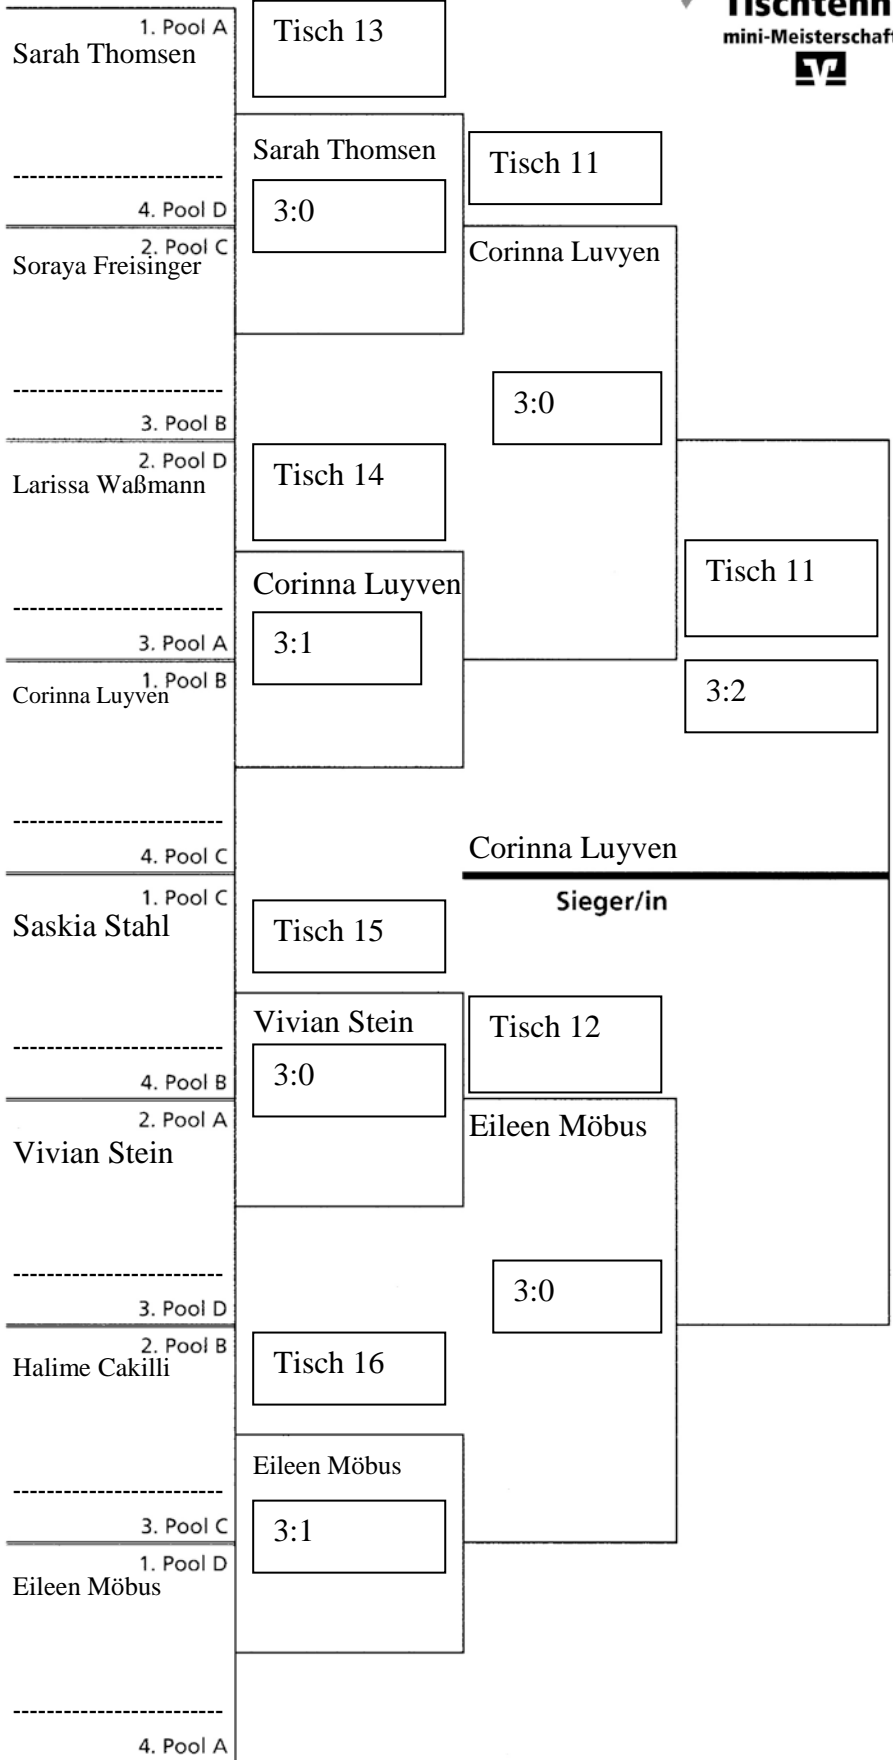 Tischtenn
mini-Meisterschaft
1. Pool A
Sarah Thomsen
Tisch 13
Sarah Thomsen
Tisch 11
4. Pool D
3:0
2. Pool C
Soraya Freisinger
Corinna Luvyen
3:0
3. Pool B
2. Pool D
Larissa Waßmann
Tisch 14
Tisch 11
Corinna Luyven
3. Pool A
3:1
1. Pool B
Corinna Luyven
3:2
4. Pool C
Corinna Luyven
Sieger/in
1. Pool C
Saskia Stahl
Tisch 15
Vivian Stein
Tisch 12
4. Pool B
3:0
2. Pool A
Vivian Stein
Eileen Möbus
3:0
3. Pool D
2. Pool B
Halime Cakilli
Tisch 16
Eileen Möbus
3. Pool C
3:1
1. Pool D
Eileen Möbus
4. Pool A